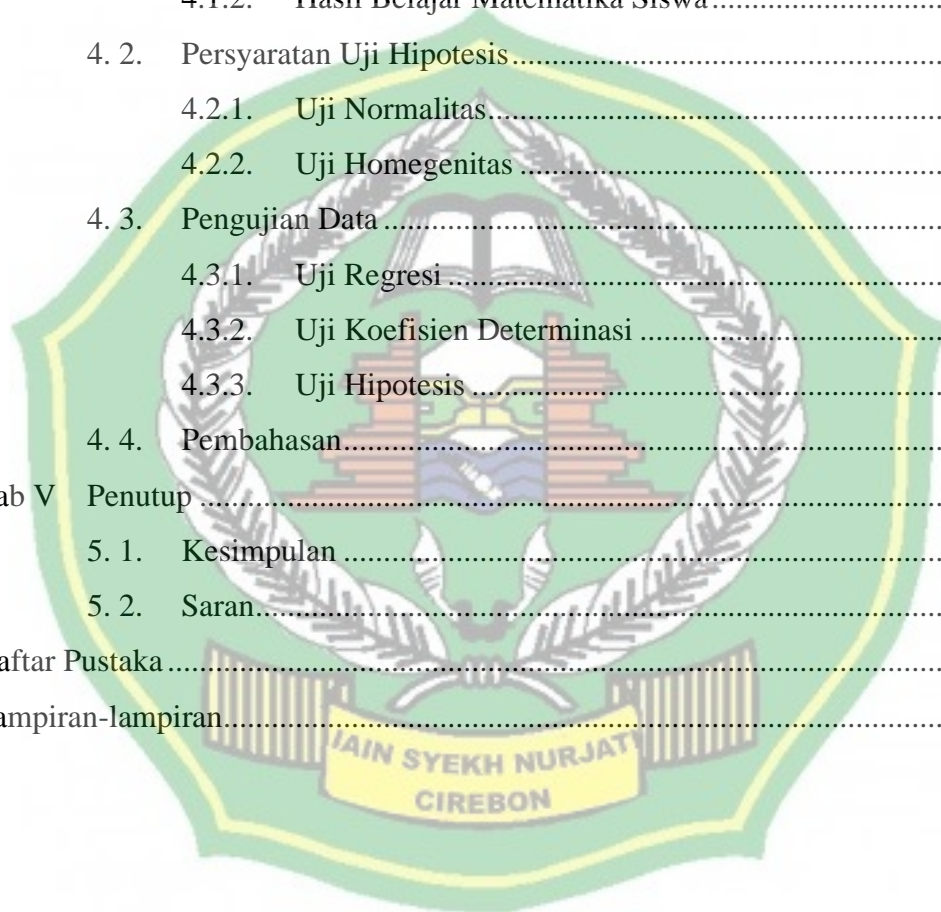 4.1.2. Hasil Belajar Matematika Siswa
4. 2. Persyaratan Uji Hipotesis
4.2.1. Uji Normalitas
4.2.2. Uji Homegenitas
4. 3. Pengujian Data
4.3.1. Uji Regresi
4.3.2. Uji Koefisien Determinasi
4.3.3. Uji Hipotesis
4. 4. Pembahasan
ab V Penutup
5. 1. Kesimpulan
5. 2. Saran
aftar Pustaka
ampiran-lampiran
IAIN SYEKH NURJATI
CIREBON